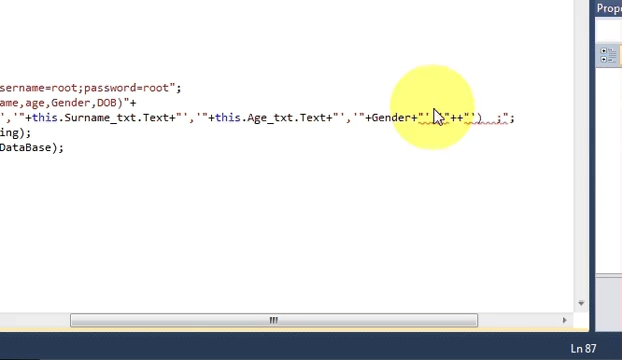 Prope
sername=root;password=root";
ame,age,Gender,DOB)"+
','"+this.Surname_txt.Text+"','"+this.Age_txt.Text+"','"+Gender+"','"++"') ;";
ing);
DataBase);
Ln 87